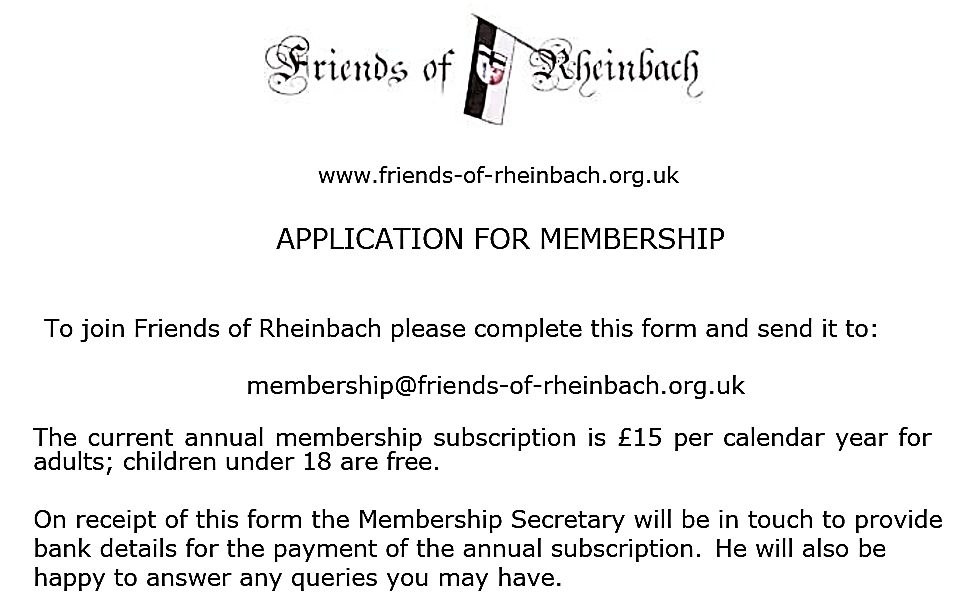 Friends of Rheinbach
www.friends-of-rheinbach.org.uk
APPLICATION FOR MEMBERSHIP
To join Friends of Rheinbach please complete this form and send it to:
membership@friends-of-rheinbach.org.uk
The current annual membership subscription is £15 per calendar year for
adults; children under 18 are free.
On receipt of this form the Membership Secretary will be in touch to provide
bank details for the payment of the annual subscription. He will also be
happy to answer any queries you may have.